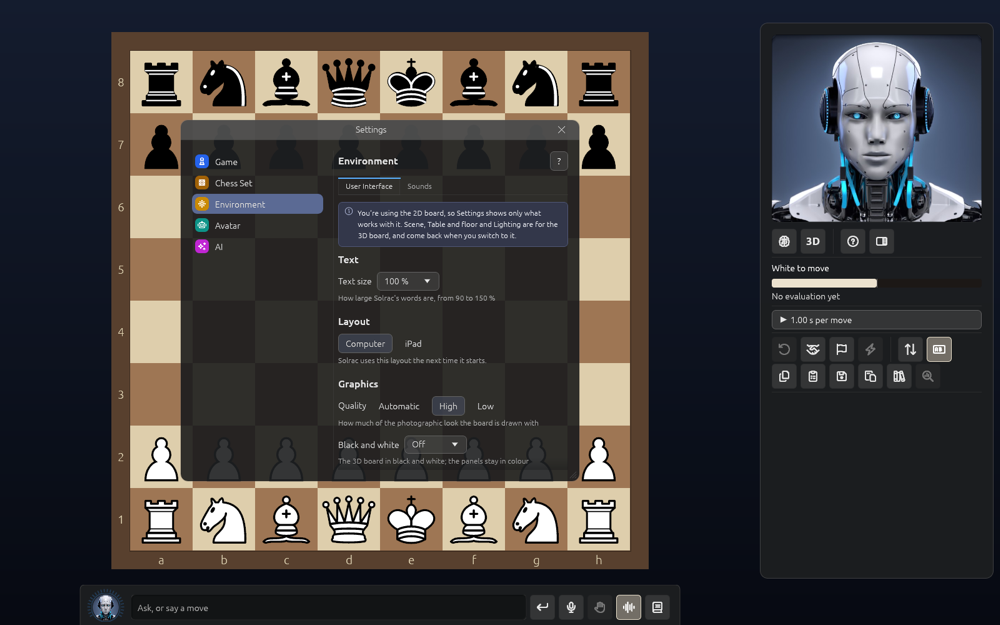 8
7
6
5
4
3
2
1
a b c d e f g h
Settings
Game
Chess Set
Environment
Avatar
AI
Environment
?
User Interface Sounds
You're using the 2D board, so Settings shows only what
works with it. Scene, Table and floor and Lighting are for the
3D board, and come back when you switch to it.
Text
Text size 100 %
How large Solrac's words are, from 90 to 150 %
Layout
Computer iPad
Solrac uses this layout the next time it starts.
Graphics
Quality Automatic High Low
How much of the photographic look the board is drawn with
Black and white Off
The 3D board in black and white; the panels stay in colour
3D
White to move
No evaluation yet
1.00 s per move
Ask, or say a move